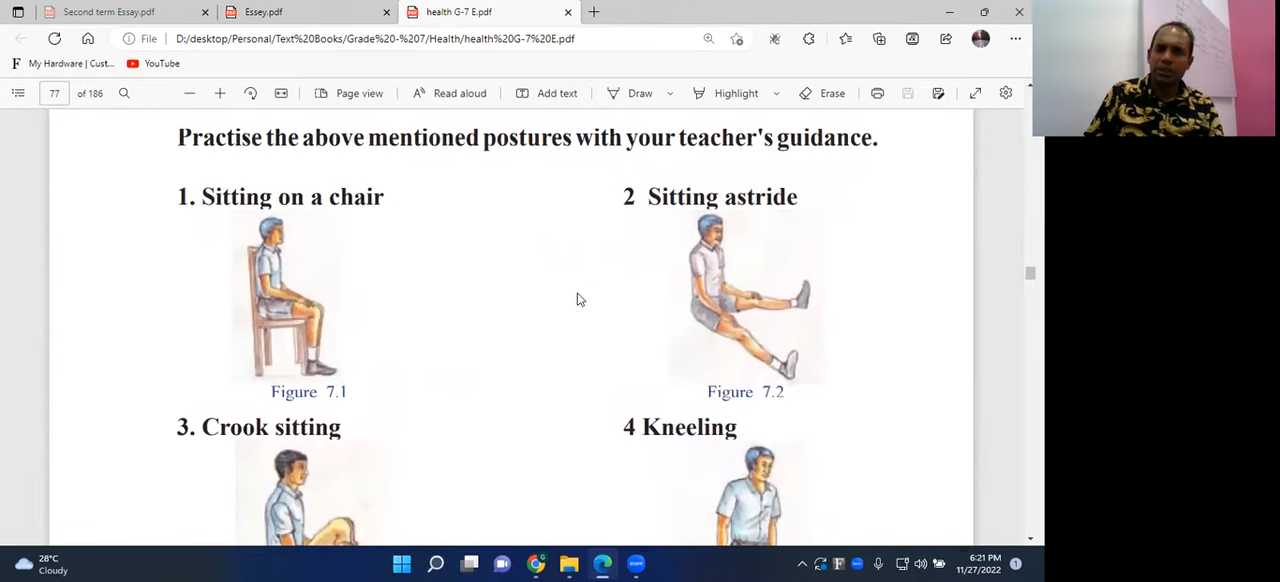 Second term Essay.pdf
Essey.pdf
health G-7 E.pdf
File
D:/desktop/Personal/Text%20Books/Grade%20-%207/Health/health%20G-7%20E.pdf
My Hardware | Cust...
YouTube
77 of 186
Page view
Read aloud
Add text
Draw
Highlight
Erase
Practise the above mentioned postures with your teacher's guidance.
1. Sitting on a chair
2 Sitting astride
Figure 7.1
Figure 7.2
3. Crook sitting
4 Kneeling
28°C
Cloudy
zoom
6:21 PM
11/27/2022
1